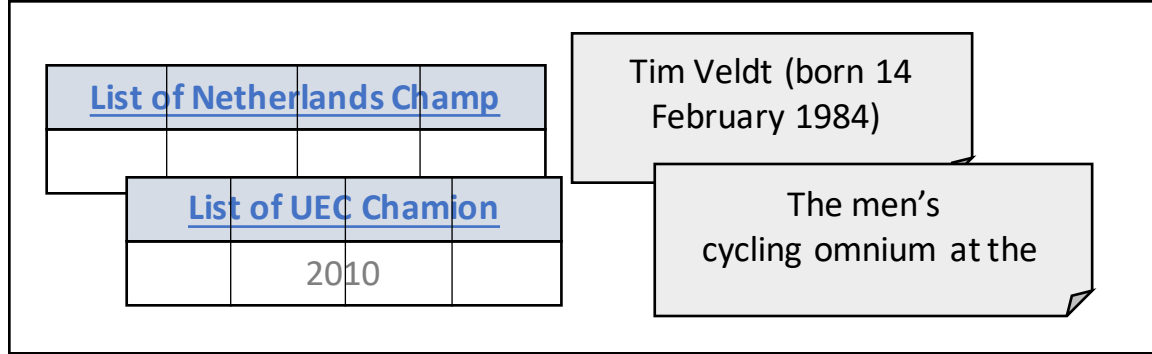 List of Netherlands Champ
List of UEC Chamion
2010
Tim Veldt (born 14
February 1984)
The men’s
cycling omnium at the